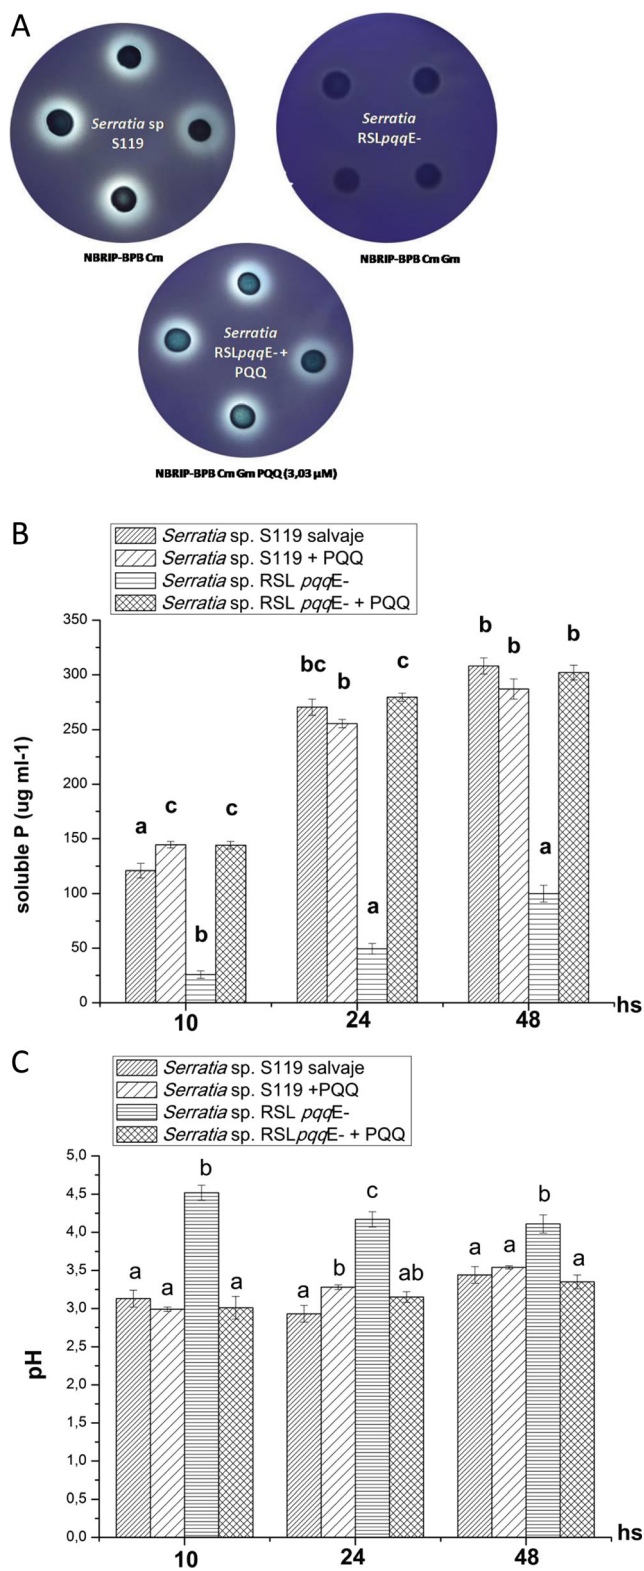 A
Serratia sp
S119
Serratia
RSLpqqE-
NBRIP-BPB Cm
NBRIP-BPB Cm Gm
Serratia
RSLpqqE- +
PQQ
NBRIP-BPB Cm Gm PQQ (3,03 µM)
B
Serratia sp. S119 salvaje
Serratia sp. S119 + PQQ
Serratia sp. RSL pqqE-
Serratia sp. RSL pqqE- + PQQ
350
300
250
200
150
100
50
0
soluble P (ug ml-1)
a c b c
bc b a c
b b a b
10 24 48 hs
C
Serratia sp. S119 salvaje
Serratia sp. S119 +PQQ
Serratia sp. RSL pqqE-
Serratia sp. RSLpqqE- + PQQ
5,0
4,5
4,0
3,5
3,0
2,5
2,0
1,5
1,0
0,5
0,0
pH
a a b a
a b c ab
a a b a
10 24 48 hs